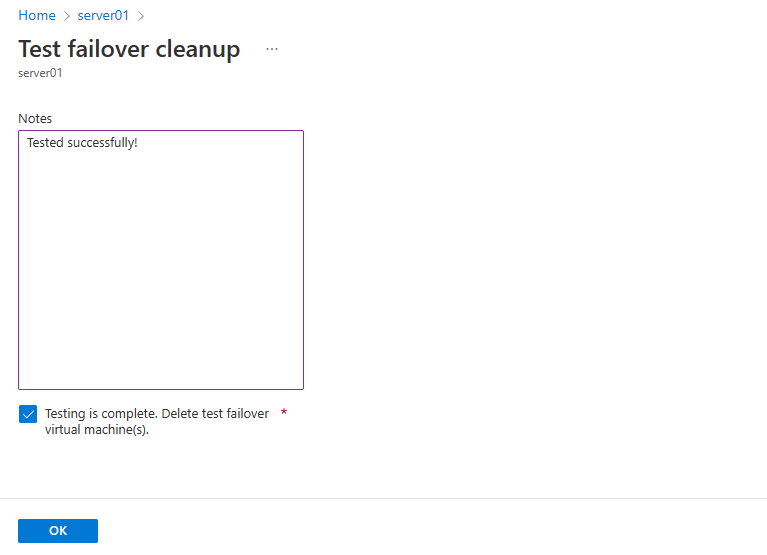 Home > server01 >
Test failover cleanup ...
server01
Notes
Tested successfully!
Testing is complete. Delete test failover *
virtual machine(s).
OK